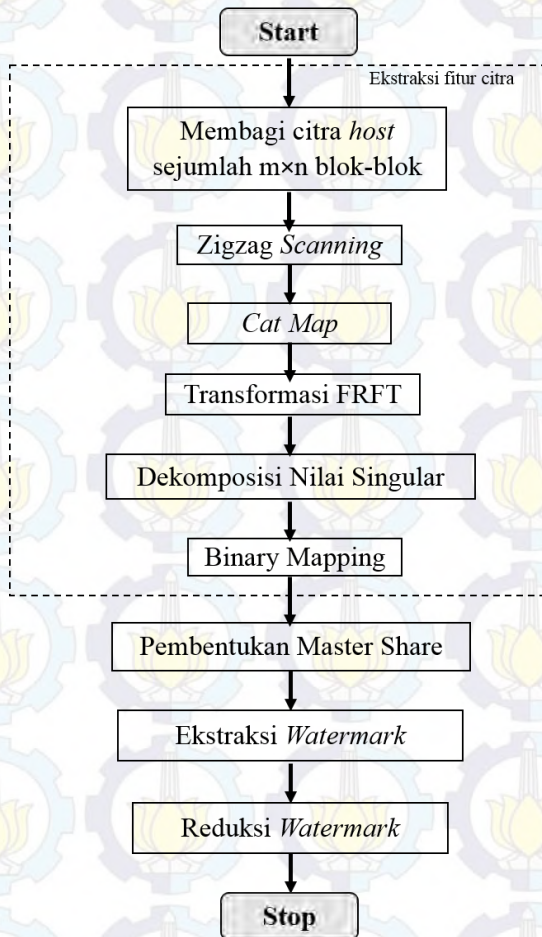 Start
Ekstraksi fitur citra
Membagi citra host
sejumlah m×n blok-blok
Zigzag Scanning
Cat Map
Transformasi FRFT
Dekomposisi Nilai Singular
Binary Mapping
Pembentukan Master Share
Ekstraksi Watermark
Reduksi Watermark
Stop